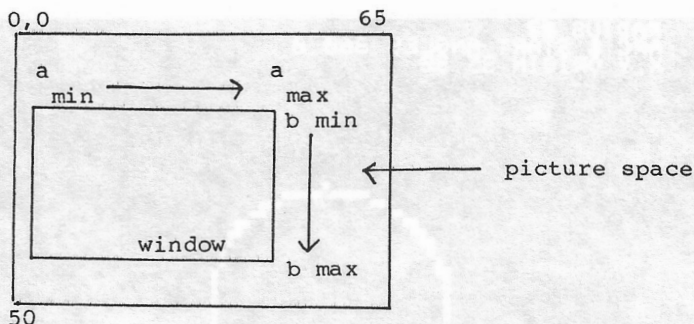 0,0 65
a a
min max
b min
picture space
window
b max
50